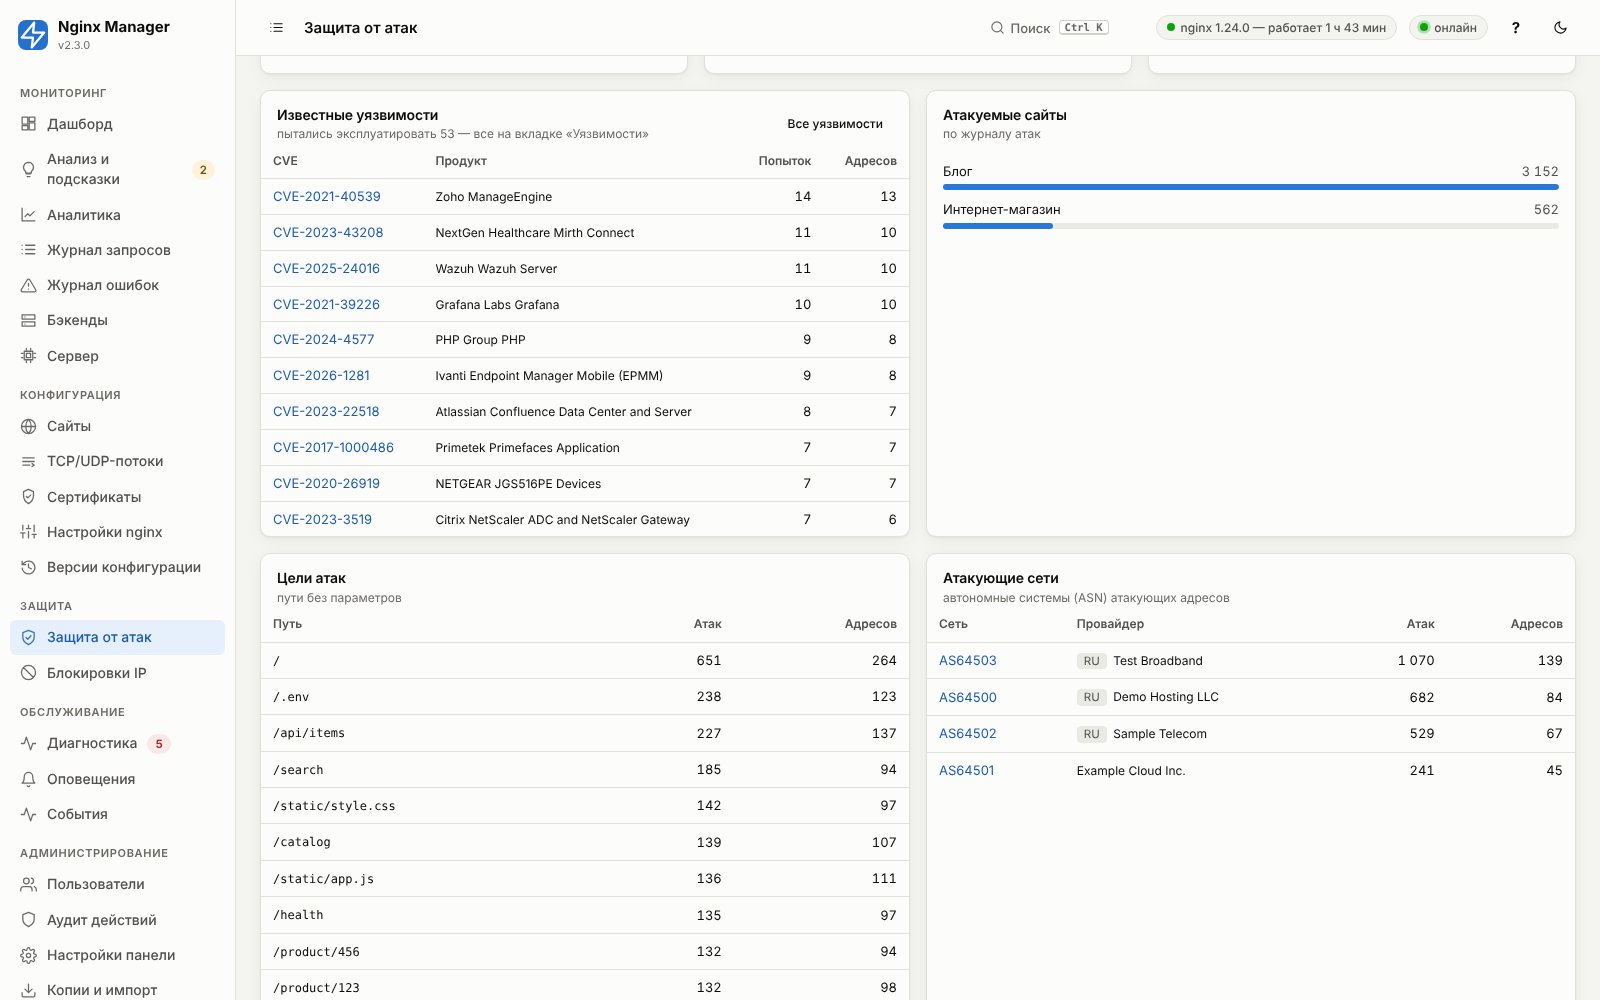 Nginx Manager
v2.3.0
МОНИТОРИНГ
Дашборд
Анализ и
подсказки
2
Аналитика
Журнал запросов
Журнал ошибок
Бэкенды
Сервер
КОНФИГУРАЦИЯ
Сайты
TCP/UDP-потоки
Сертификаты
Настройки nginx
Версии конфигурации
ЗАЩИТА
Защита от атак
Блокировки IP
ОБСЛУЖИВАНИЕ
Диагностика 5
Оповещения
События
АДМИНИСТРИРОВАНИЕ
Пользователи
Аудит действий
Настройки панели
Копии и импорт
Защита от атак
Поиск Ctrl K
nginx 1.24.0 — работает 1 ч 43 мин
онлайн
?
Известные уязвимости
пытались эксплуатировать 53 — все на вкладке «Уязвимости»
Все уязвимости
CVE Продукт Попыток Адресов
CVE-2021-40539 Zoho ManageEngine 14 13
CVE-2023-43208 NextGen Healthcare Mirth Connect 11 10
CVE-2025-24016 Wazuh Wazuh Server 11 10
CVE-2021-39226 Grafana Labs Grafana 10 10
CVE-2024-4577 PHP Group PHP 9 8
CVE-2026-1281 Ivanti Endpoint Manager Mobile (EPMM) 9 8
CVE-2023-22518 Atlassian Confluence Data Center and Server 8 7
CVE-2017-1000486 Primetek Primefaces Application 7 7
CVE-2020-26919 NETGEAR JGS516PE Devices 7 7
CVE-2023-3519 Citrix NetScaler ADC and NetScaler Gateway 7 6
Атакуемые сайты
по журналу атак
Блог 3 152
Интернет-магазин 562
Цели атак
пути без параметров
Путь Атак Адресов
/ 651 264
/.env 238 123
/api/items 227 137
/search 185 94
/static/style.css 142 97
/catalog 139 107
/static/app.js 136 111
/health 135 97
/product/456 132 94
/product/123 132 98
Атакующие сети
автономные системы (ASN) атакующих адресов
Сеть Провайдер Атак Адресов
AS64503 RU Test Broadband 1 070 139
AS64500 RU Demo Hosting LLC 682 84
AS64502 RU Sample Telecom 529 67
AS64501 Example Cloud Inc. 241 45